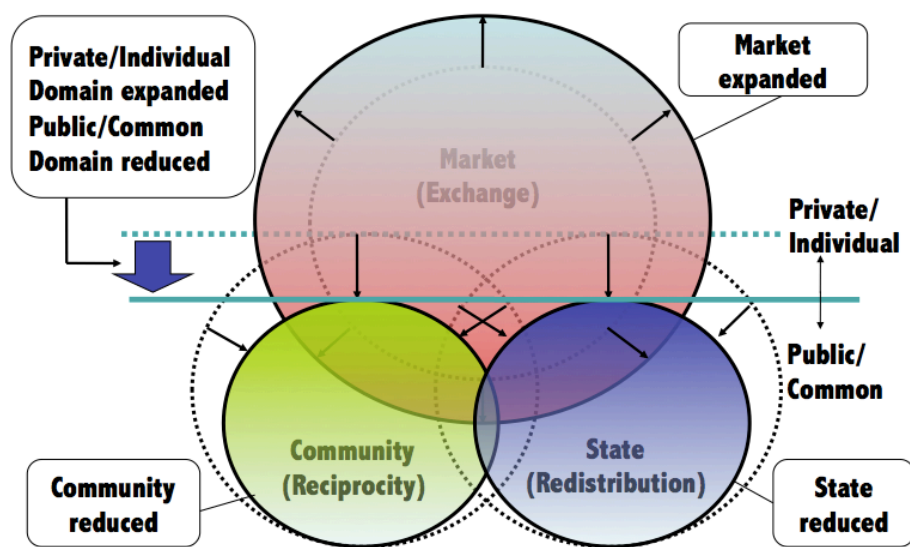 Private/Individual
Domain expanded
Public/Common
Domain reduced
Market
expanded
Market
(Exchange)
Private/
Individual
Public/
Common
Community
(Reciprocity)
State
(Redistribution)
Community
reduced
State
reduced